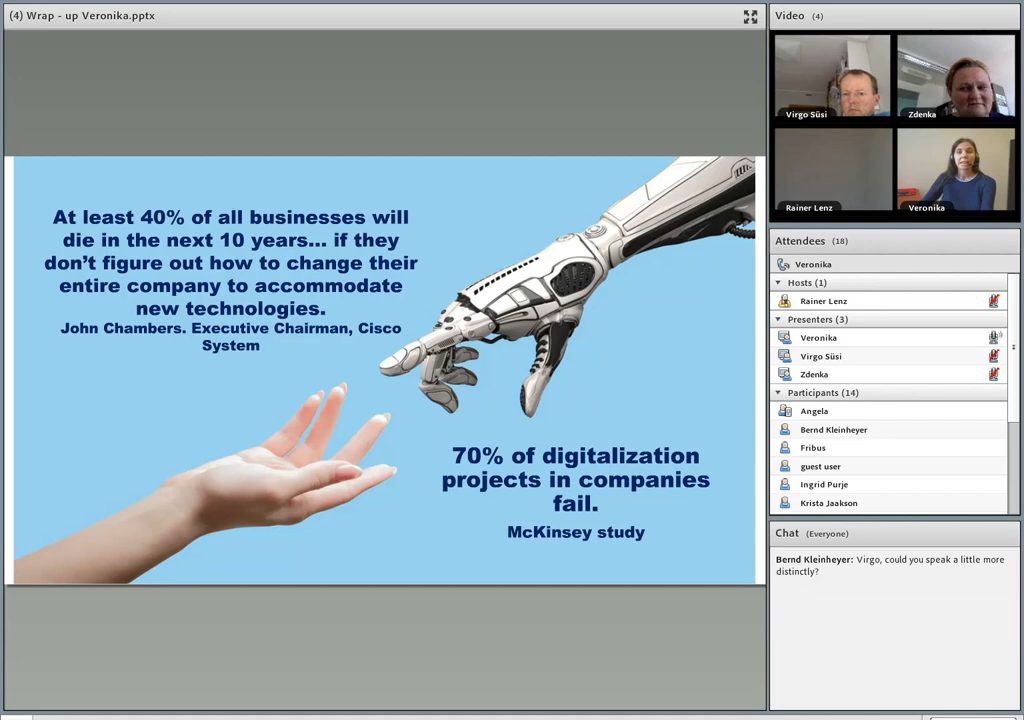 (4) Wrap - up Veronika.pptx
At least 40% of all businesses will
die in the next 10 years... if they
don't figure out how to change their
entire company to accommodate
new technologies.
John Chambers. Executive Chairman, Cisco
System
70% of digitalization
projects in companies
fail.
McKinsey study
Video (4)
Virgo Süsi
Zdenka
Rainer Lenz
Veronika
Attendees (18)
Veronika
Hosts (1)
Rainer Lenz
Presenters (3)
Veronika
Virgo Süsi
Zdenka
Participants (14)
Angela
Bernd Kleinheyer
Fribus
guest user
Ingrid Purje
Krista Jaakson
Chat (Everyone)
Bernd Kleinheyer: Virgo, could you speak a little more
distinctly?